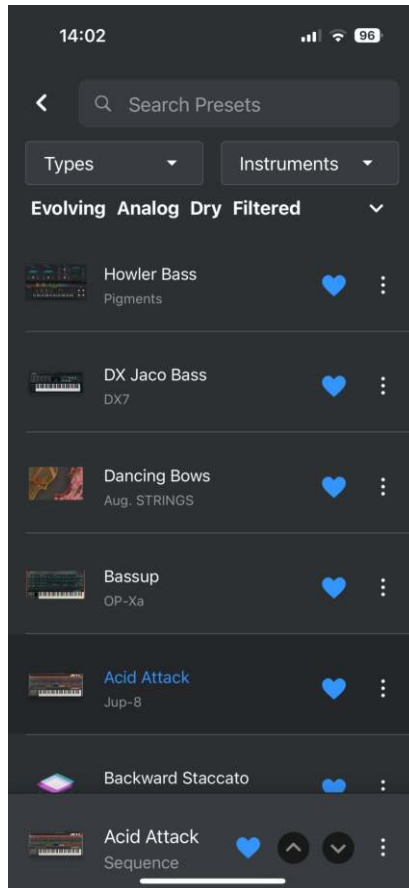 14:02
96
Search Presets
Types
Instruments
Evolving Analog Dry Filtered
Howler Bass
Pigments
DX Jaco Bass
DX7
Dancing Bows
Aug. STRINGS
Bassup
OP-Xa
Acid Attack
Jup-8
Backward Staccato
Acid Attack
Sequence